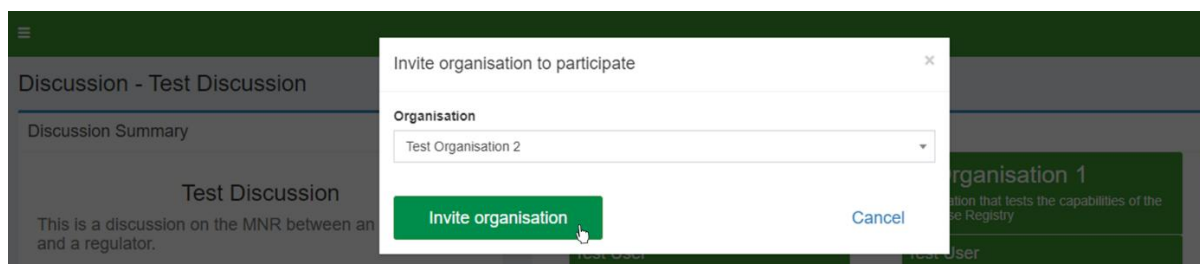 Discussion - Test Discussion
Discussion Summary
Test Discussion
This is a discussion on the MNR between an
and a regulator.
Invite organisation to participate
×
Organisation
Test Organisation 2
Invite organisation
Cancel
rganisation 1
ation that tests the capabilities of the
se Registry
Test User
Test User